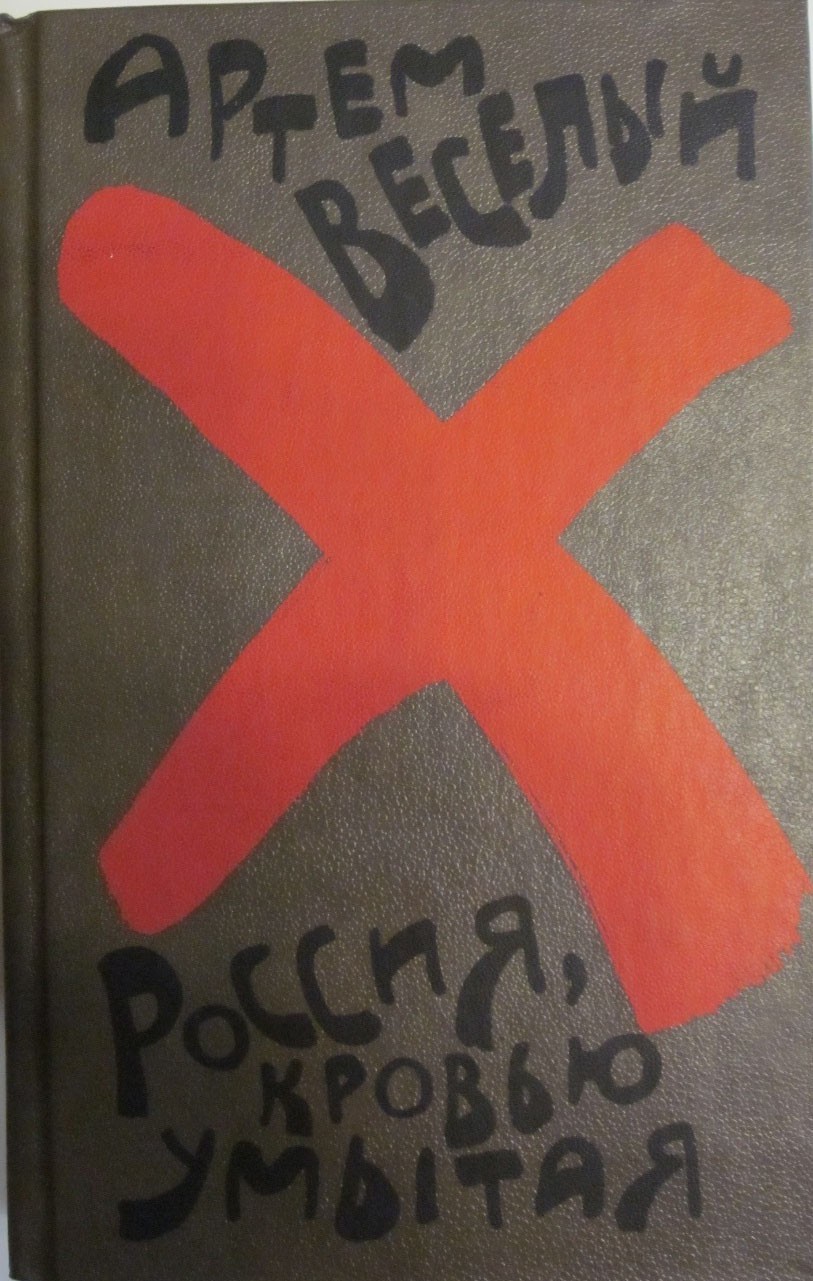 Артем
Веселый
Россия,
кровью
умытая